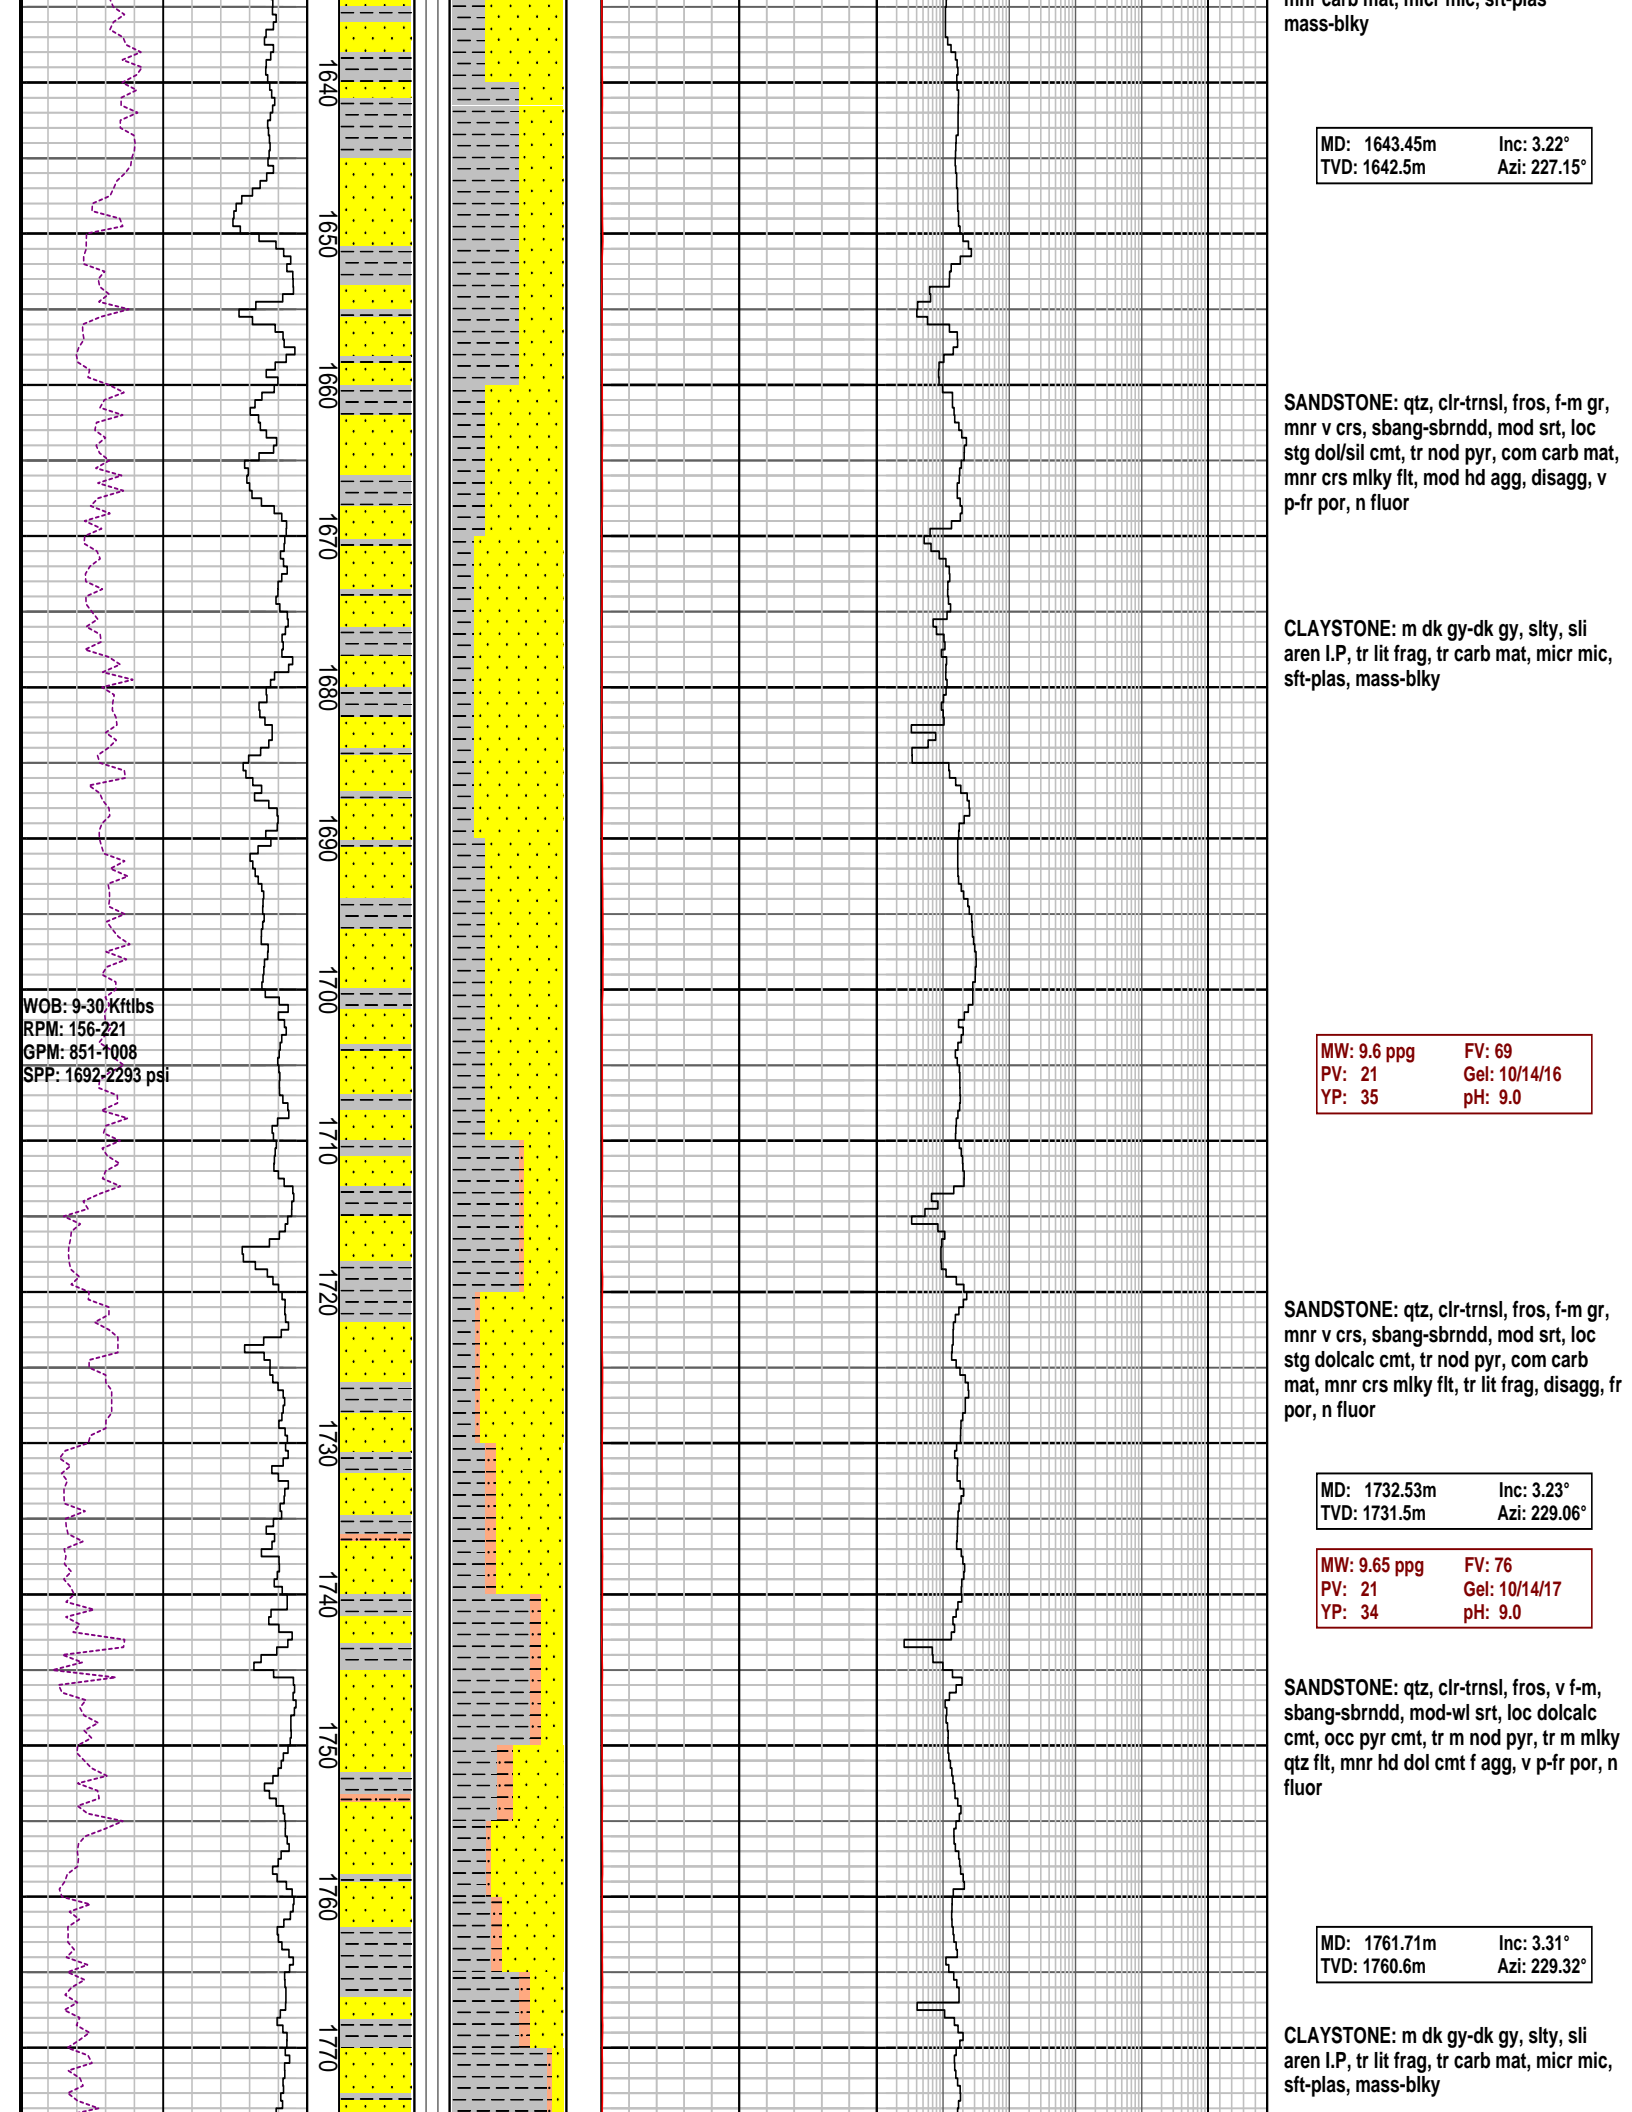 mnr carb mat, micr mic, sft-plas
mass-blky
1640
MD: 1643.45m Inc: 3.22°
TVD: 1642.5m Azi: 227.15°
1650
1660
SANDSTONE: qtz, clr-trnsl, fros, f-m gr,
mnr v crs, sbang-sbrndd, mod srt, loc
stg dol/sil cmt, tr nod pyr, com carb mat,
mnr crs mlky flt, mod hd agg, disagg, v
p-fr por, n fluor
1670
CLAYSTONE: m dk gy-dk gy, slty, sli
aren I.P, tr lit frag, tr carb mat, micr mic,
sft-plas, mass-blky
1680
1690
1700
WOB: 9-30 Kftlbs
RPM: 156-221
GPM: 851-1008
SPP: 1692-2293 psi
MW: 9.6 ppg FV: 69
PV: 21 Gel: 10/14/16
YP: 35 pH: 9.0
1710
1720
SANDSTONE: qtz, clr-trnsl, fros, f-m gr,
mnr v crs, sbang-sbrndd, mod srt, loc
stg dolcalc cmt, tr nod pyr, com carb
mat, mnr crs mlky flt, tr lit frag, disagg, fr
por, n fluor
1730
MD: 1732.53m Inc: 3.23°
TVD: 1731.5m Azi: 229.06°
MW: 9.65 ppg FV: 76
PV: 21 Gel: 10/14/17
YP: 34 pH: 9.0
1740
SANDSTONE: qtz, clr-trnsl, fros, v f-m,
sbang-sbrndd, mod-wl srt, loc dolcalc
cmt, occ pyr cmt, tr m nod pyr, tr m mlky
qtz flt, mnr hd dol cmt f agg, v p-fr por, n
fluor
1750
1760
MD: 1761.71m Inc: 3.31°
TVD: 1760.6m Azi: 229.32°
1770
CLAYSTONE: m dk gy-dk gy, slty, sli
aren I.P, tr lit frag, tr carb mat, micr mic,
sft-plas, mass-blky